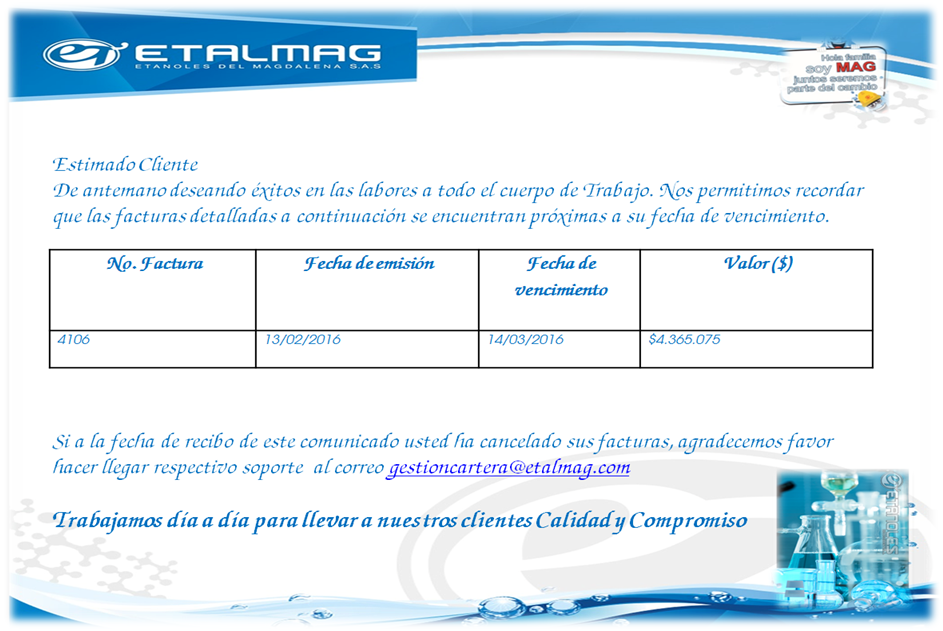 ETALMAG
ETANOLES DEL MAGDALENA S.A.S
Hola familia
soy MAG
juntos seremos
parte del cambio
Estimado Cliente
De antemano deseando éxitos en las labores a todo el cuerpo de Trabajo. Nos permitimos recordar
que las facturas detalladas a continuación se encuentran próximas a su fecha de vencimiento.
No. Factura
Fecha de emisión
Fecha de
vencimiento
Valor ($)
4106
13/02/2016
14/03/2016
$4.365.075
Si a la fecha de recibo de este comunicado usted ha cancelado sus facturas, agradecemos favor
hacer llegar respectivo soporte al correo gestioncartera@etalmag.com
Trabajamos día a día para llevar a nuestros clientes Calidad y Compromiso